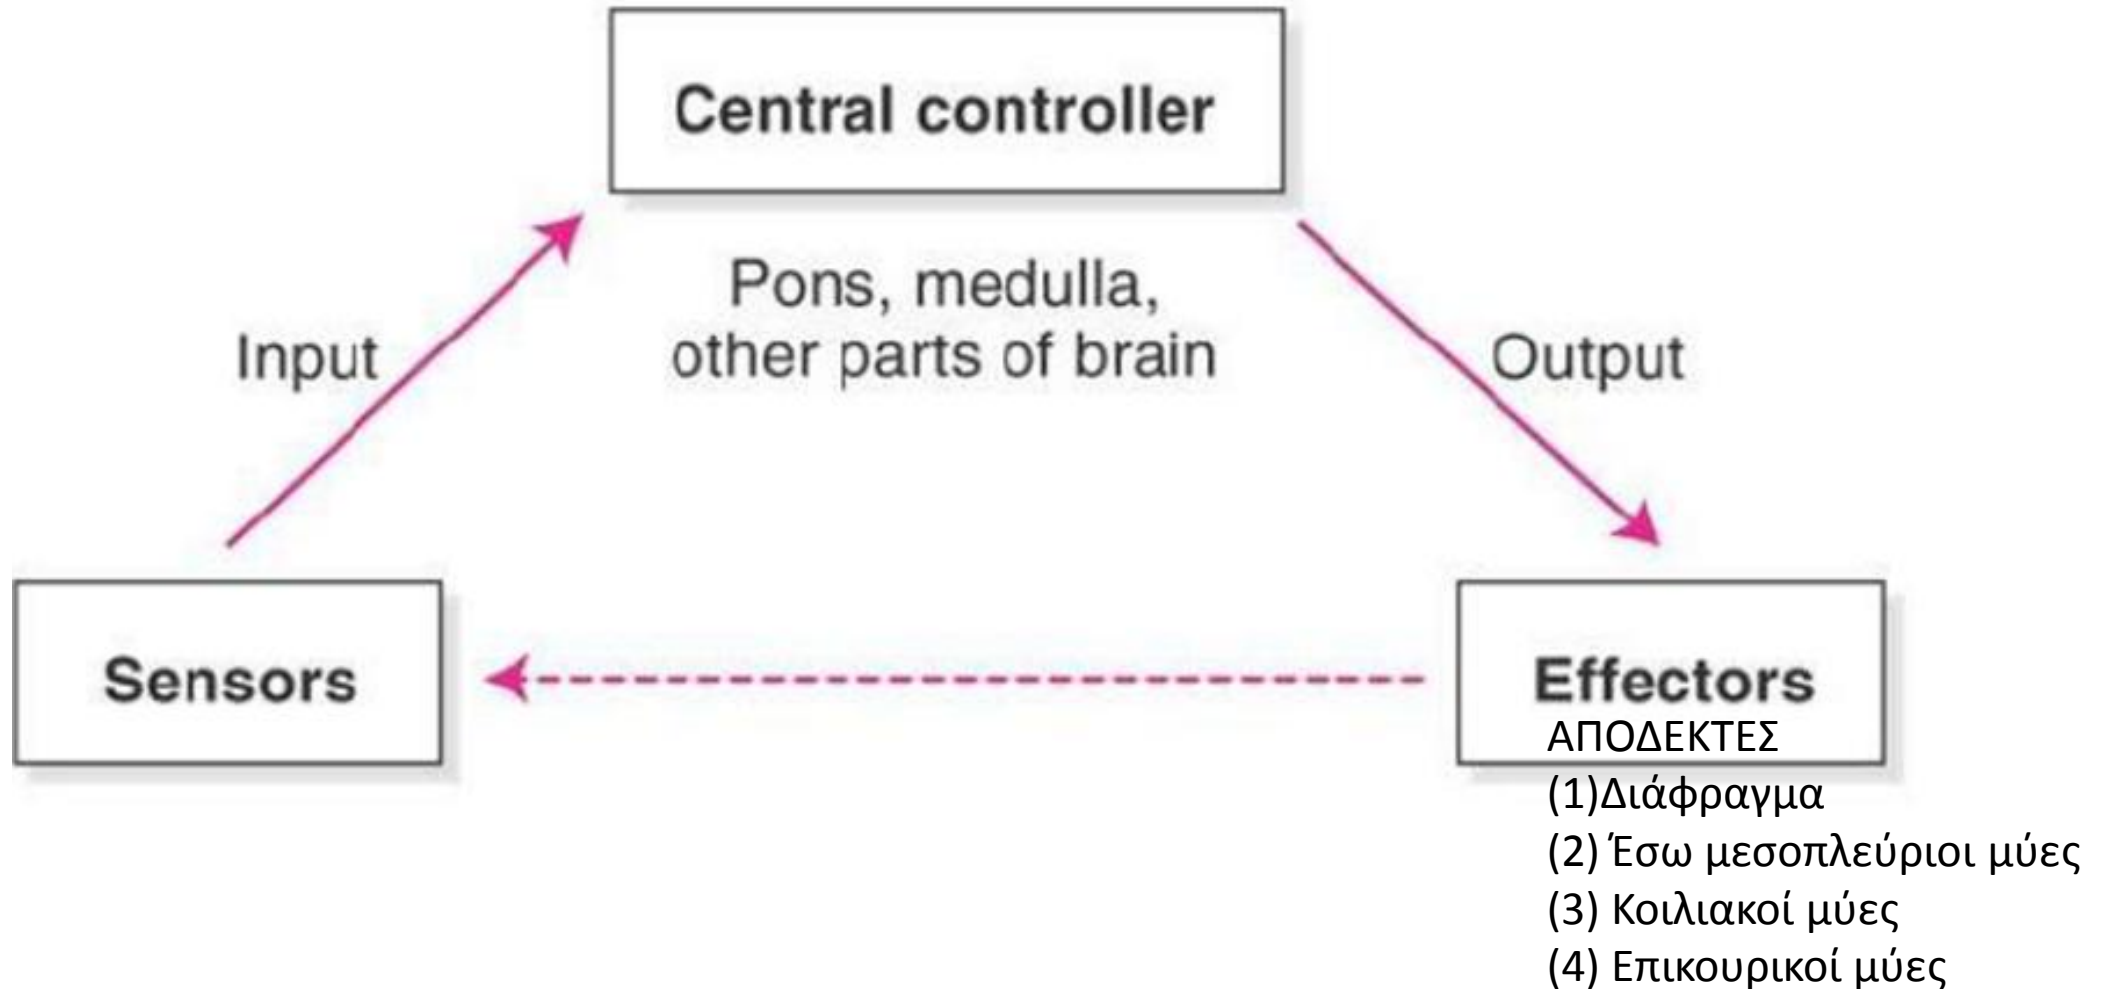 Central controller
Pons, medulla,
other parts of brain
Input
Output
Sensors
Effectors
ΑΠΟΔΕΚΤΕΣ
(1)Διάφραγμα
(2) Έσω μεσοπλεύριοι μύες
(3) Κοιλιακοί μύες
(4) Επικουρικοί μύες